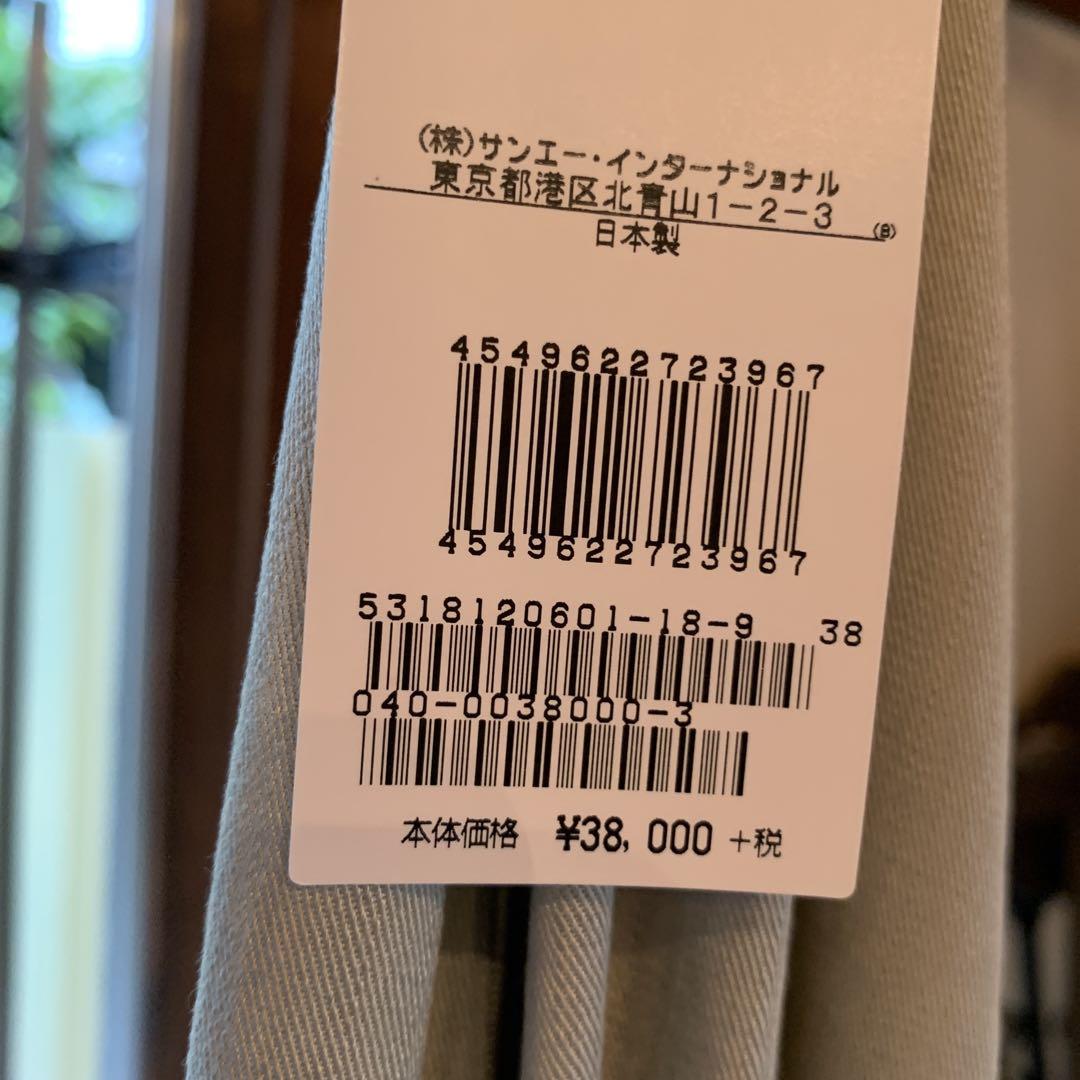 (株)サンエー・インターナショナル
東京都港区北青山1-2-3
(B)
日本製
4549622723967
4549622723967
5318120601-18-9 38
040-0038000-3
本体価格 ¥38,000 +税